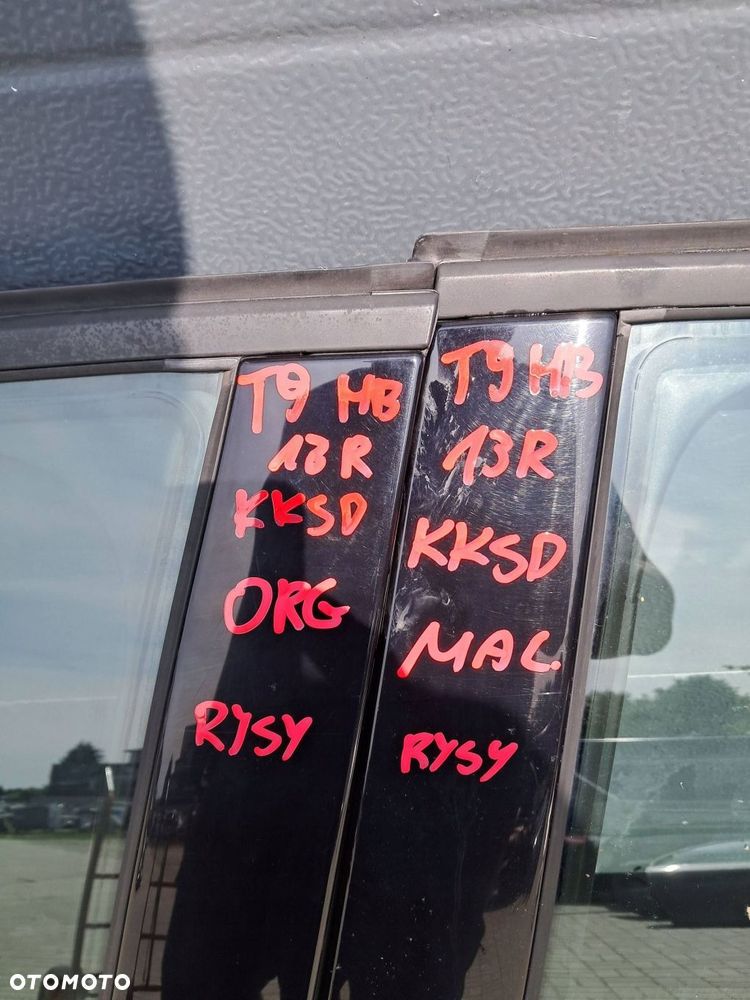 T9 HB
13R
KKSD
ORG
RYSY
T9 HB
13R
KKSD
MAL.
RYSY
OTOMOTO